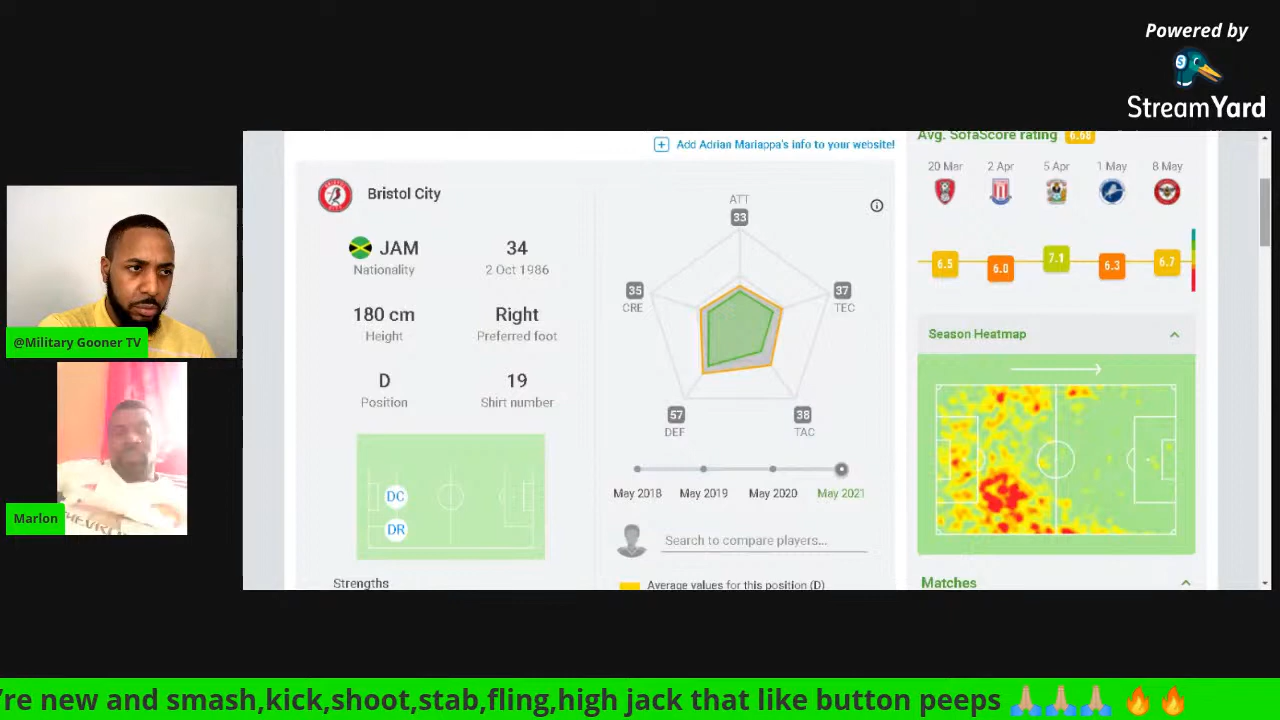 Powered by
StreamYard
@Military Gooner TV
Marlon
Add Adrian Mariappa's info to your website!
Bristol City
JAM
Nationality
34
2 Oct 1986
180 cm
Height
Right
Preferred foot
D
Position
19
Shirt number
DC
DR
Strengths
ATT
33
35
CRE
37
TEC
57
DEF
38
TAC
May 2018 May 2019 May 2020 May 2021
Search to compare players...
Average values for this position (D)
Avg. SofaScore rating 6.68
20 Mar 2 Apr 5 Apr 1 May 8 May
6.5 6.0 7.1 6.3 6.7
Season Heatmap
Matches
're new and smash,kick,shoot,stab,fling,high jack that like button peeps 🙏🏼🙏🏼🙏🏼 🔥🔥